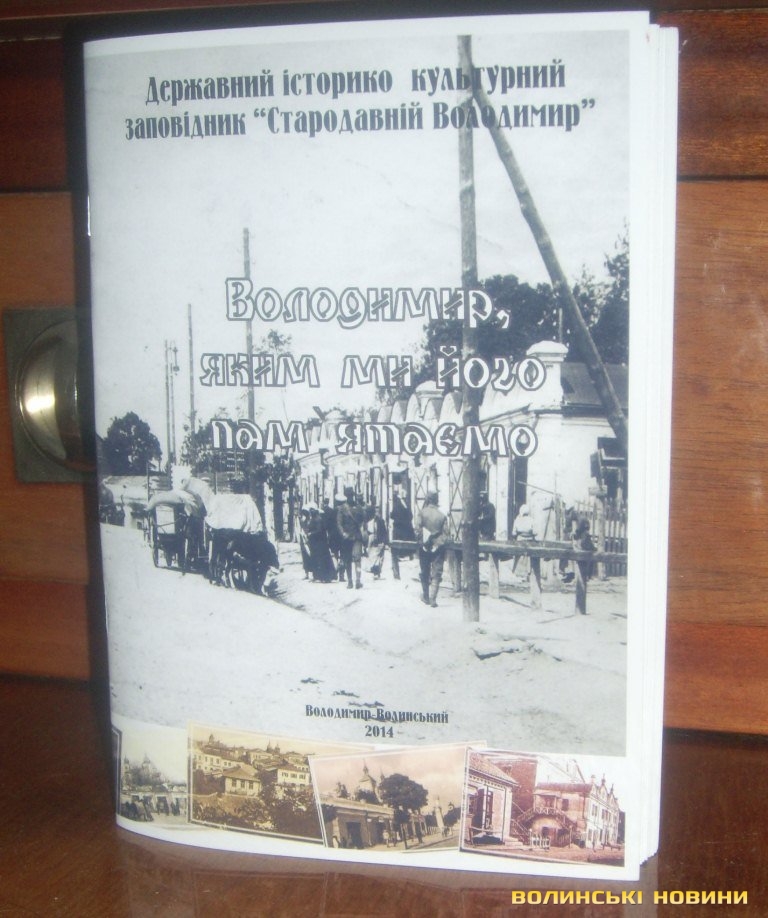 Державний історико культурний
заповідник “Стародавній Володимир”
Володимир,
яким ми його
пам ятаємо
Володимир-Волинський
2014
ВОЛИНСЬКІ НОВИНИ